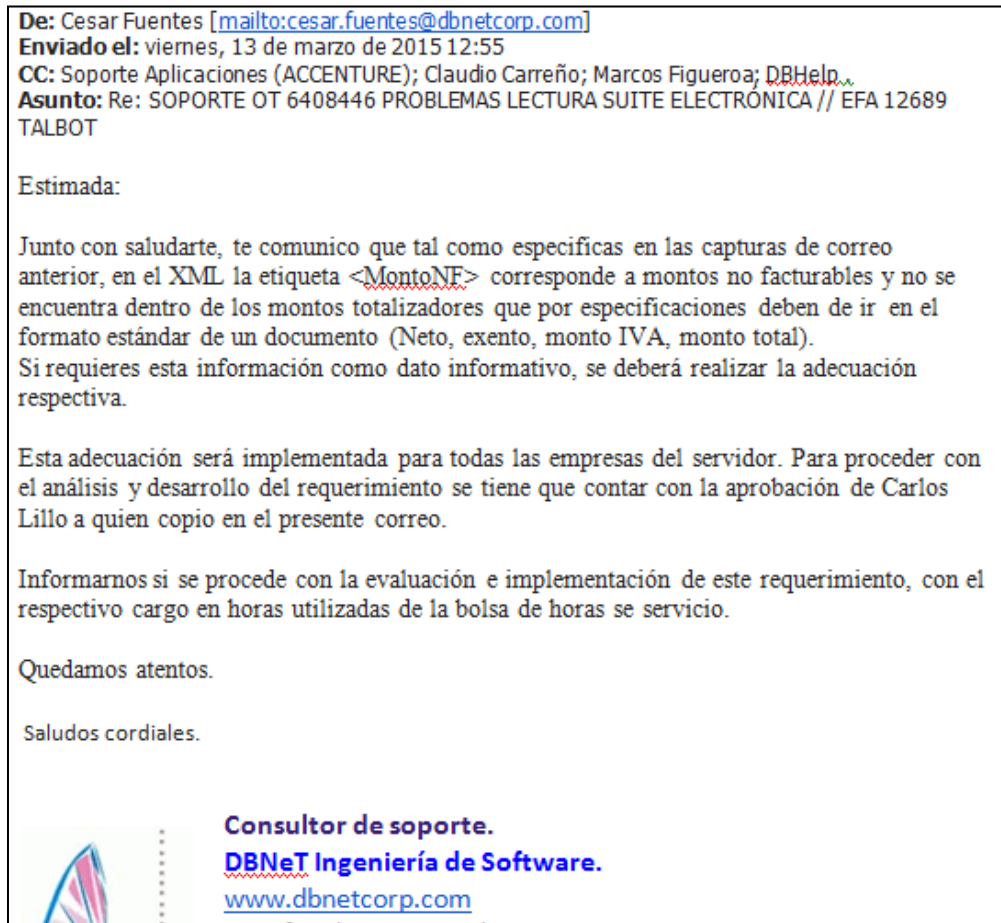 De: Cesar Fuentes [mailto:cesar.fuentes@dbnetcorp.com]
Enviado el: viernes, 13 de marzo de 2015 12:55
CC: Soporte Aplicaciones (ACCENTURE); Claudio Carreño; Marcos Figueroa; DBHelp .
Asunto: Re: SOPORTE OT 6408446 PROBLEMAS LECTURA SUITE ELECTRÓNICA // EFA 12689
TALBOT
Estimada:
Junto con saludarte, te comunico que tal como especificas en las capturas de correo
anterior, en el XML la etiqueta <MontoNF> corresponde a montos no facturables y no se
encuentra dentro de los montos totalizadores que por especificaciones deben de ir en el
formato estándar de un documento (Neto, exento, monto IVA, monto total).
Si requieres esta información como dato informativo, se deberá realizar la adecuación
respectiva.
Esta adecuación será implementada para todas las empresas del servidor. Para proceder con
el análisis y desarrollo del requerimiento se tiene que contar con la aprobación de Carlos
Lillo a quien copio en el presente correo.
Informarnos si se procede con la evaluación e implementación de este requerimiento, con el
respectivo cargo en horas utilizadas de la bolsa de horas se servicio.
Quedamos atentos.
Saludos cordiales.
Consultor de soporte.
DBNeT Ingeniería de Software.
www.dbnetcorp.com